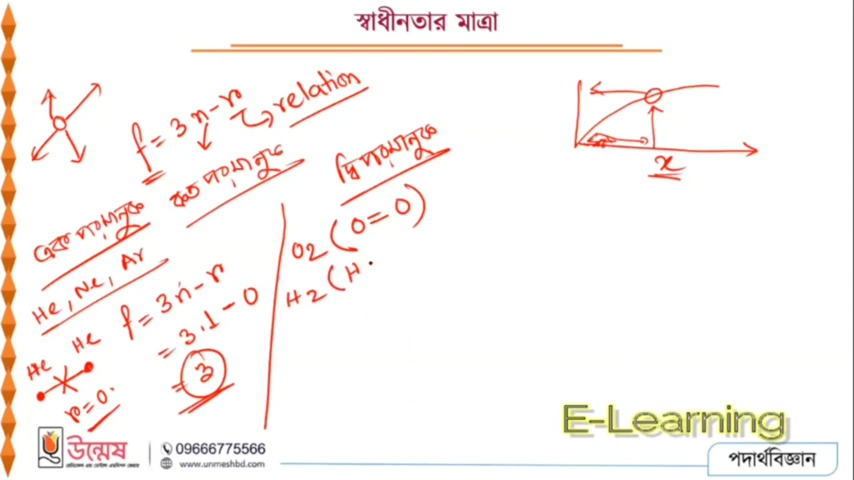 স্বাধীনতার মাত্রা
f = 3n - r
relation
কত পরমাণুক
এক পরমাণুক
He, Ne, Ar
f = 3n - r
= 3.1 - 0
= 3
He He
r = 0.
দ্বি পরমাণুক
O2 (O = O)
H2 (H
x
E-Learning
উন্মেষ
09666775566
www.unmeshbd.com
পদার্থবিজ্ঞান